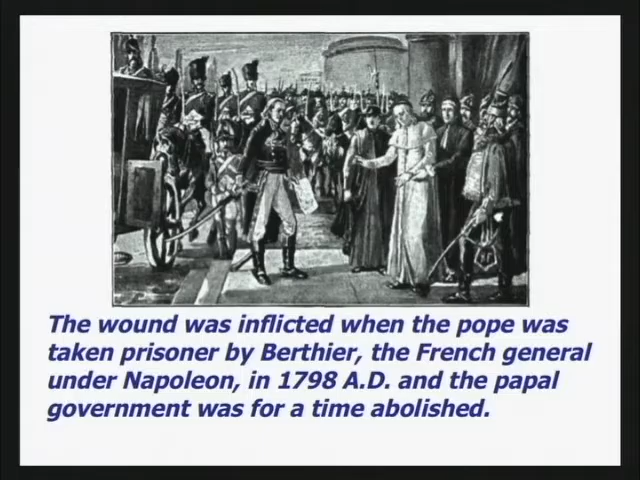 The wound was inflicted when the pope was
taken prisoner by Berthier, the French general
under Napoleon, in 1798 A.D. and the papal
government was for a time abolished.